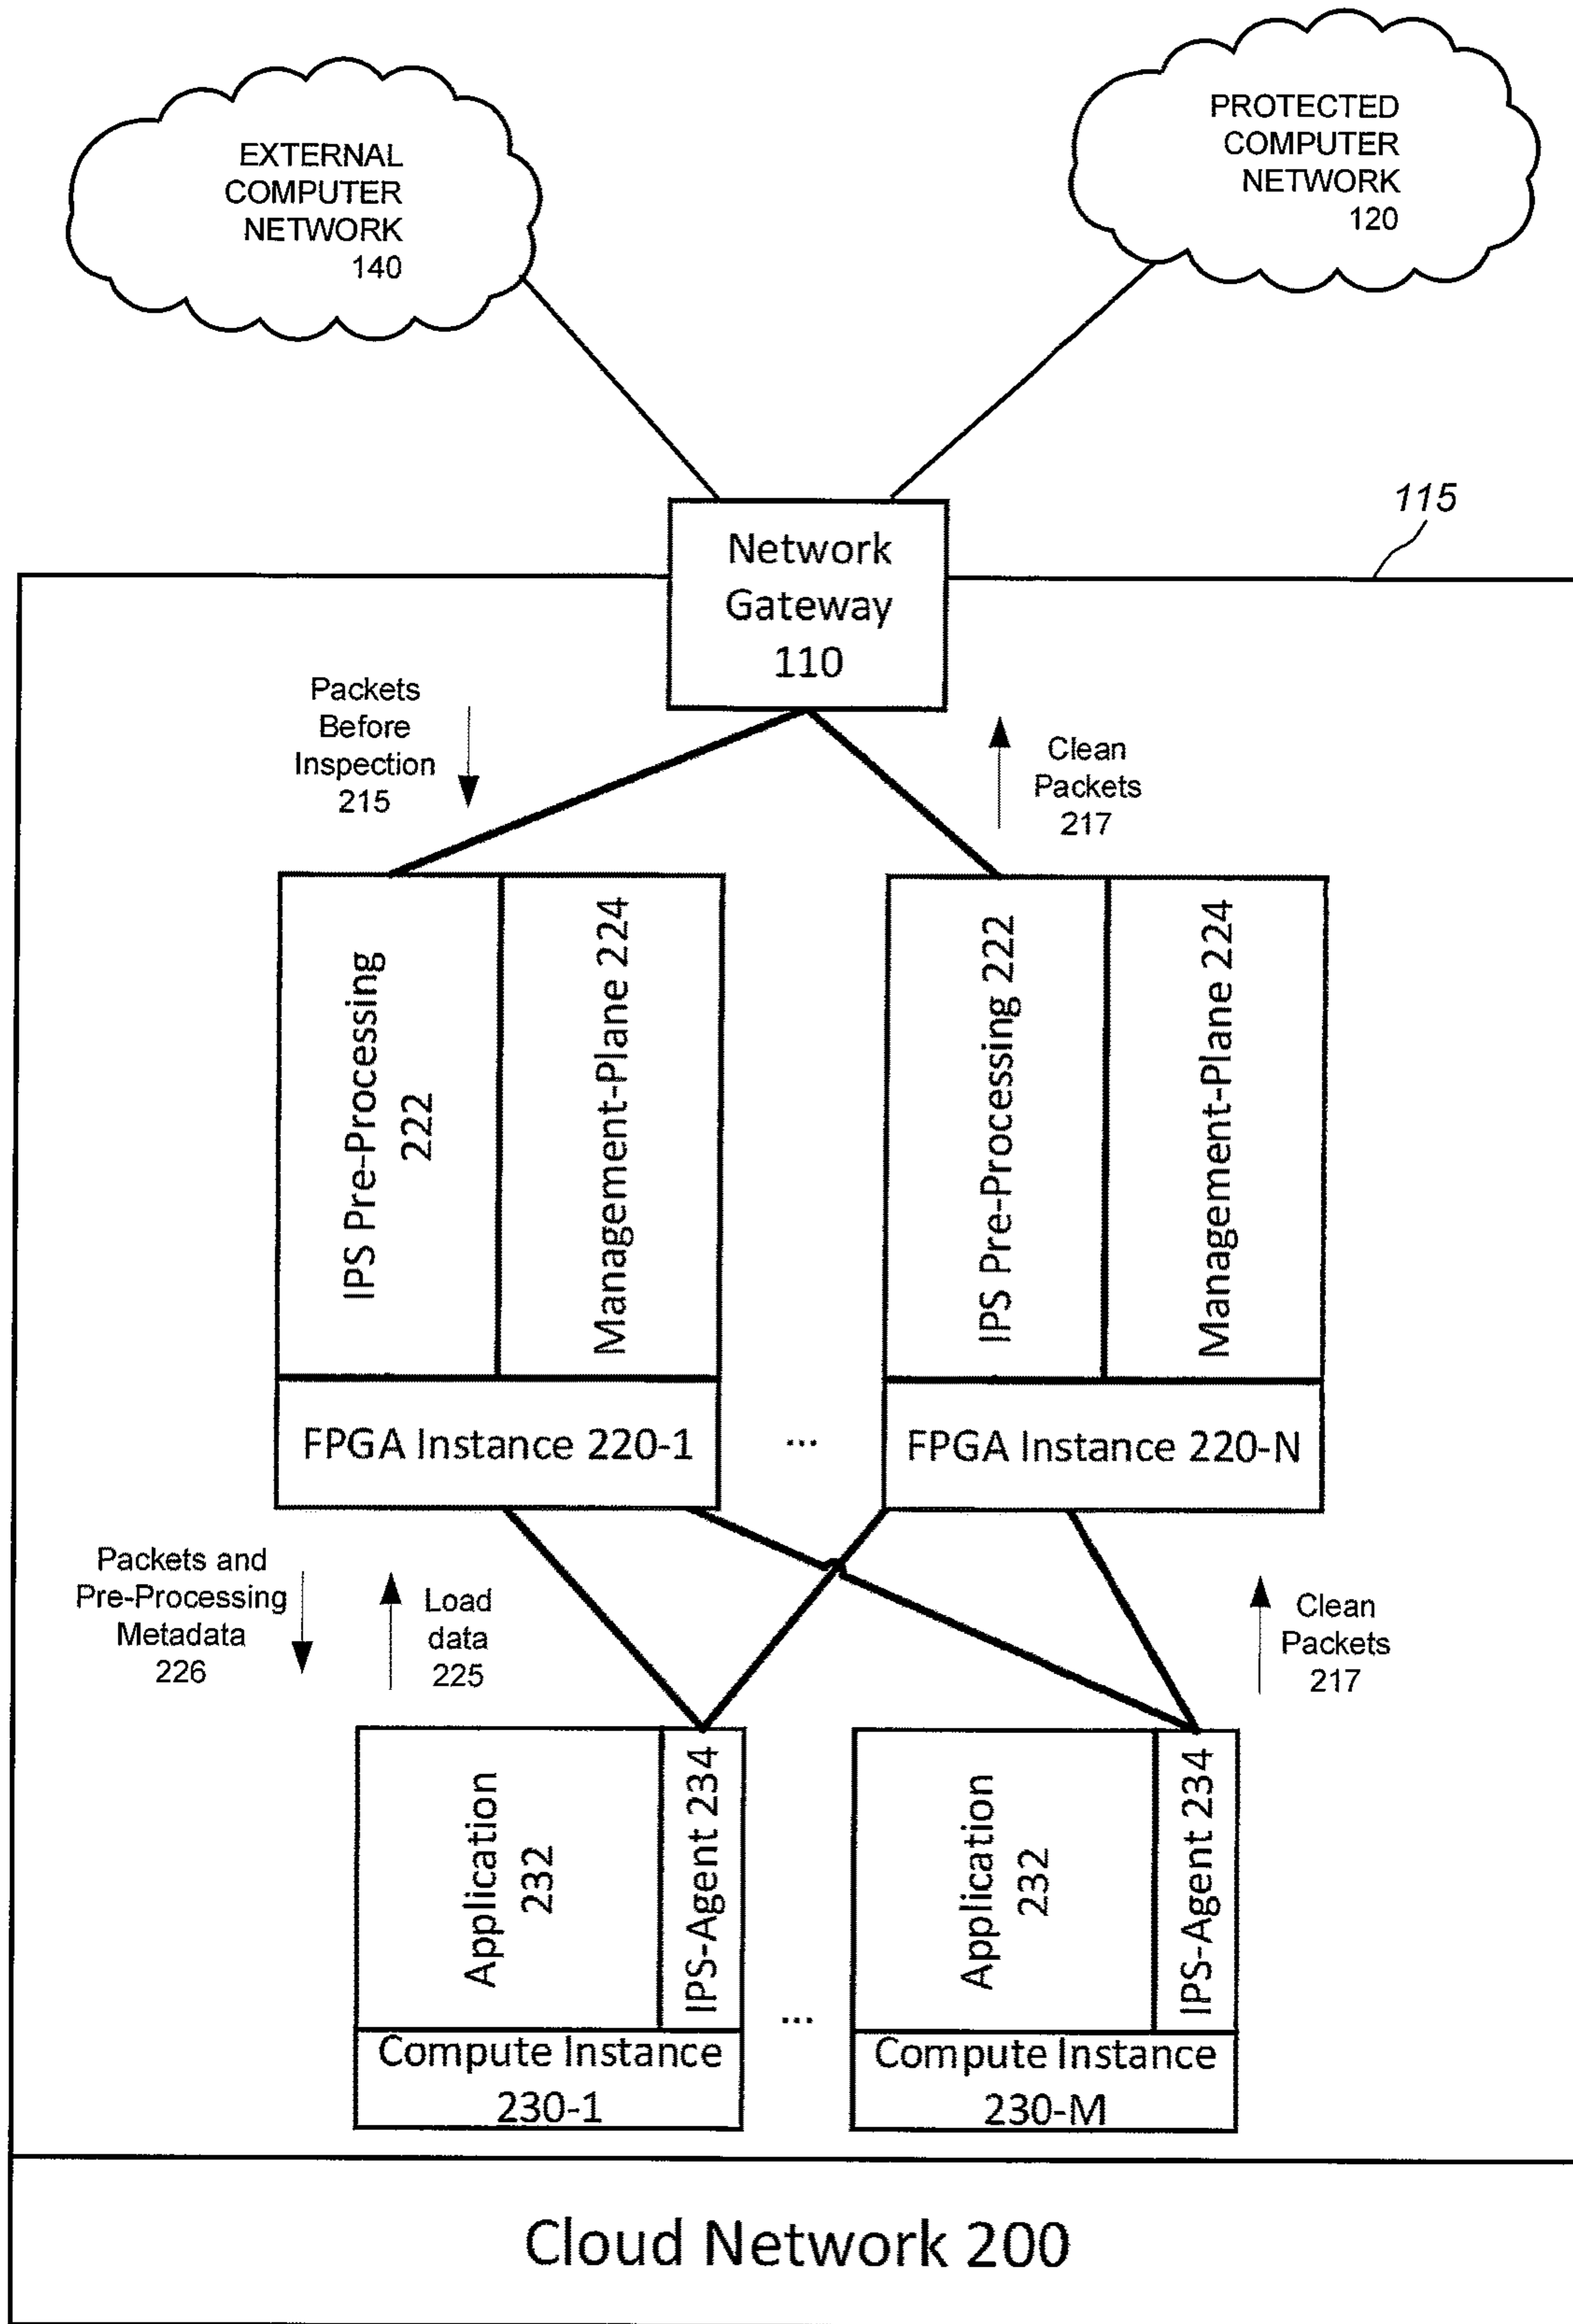 EXTERNAL
COMPUTER
NETWORK
140
PROTECTED
COMPUTER
NETWORK
120
115
Network
Gateway
110
Packets
Before
Inspection
215
Clean
Packets
217
IPS Pre-Processing
222
Management-Plane 224
IPS Pre-Processing 222
Management-Plane 224
FPGA Instance 220-1
...
FPGA Instance 220-N
Packets and
Pre-Processing
Metadata
226
Load
data
225
Clean
Packets
217
Application
232
IPS-Agent 234
Application
232
IPS-Agent 234
...
Compute Instance
230-1
Compute Instance
230-M
Cloud Network 200